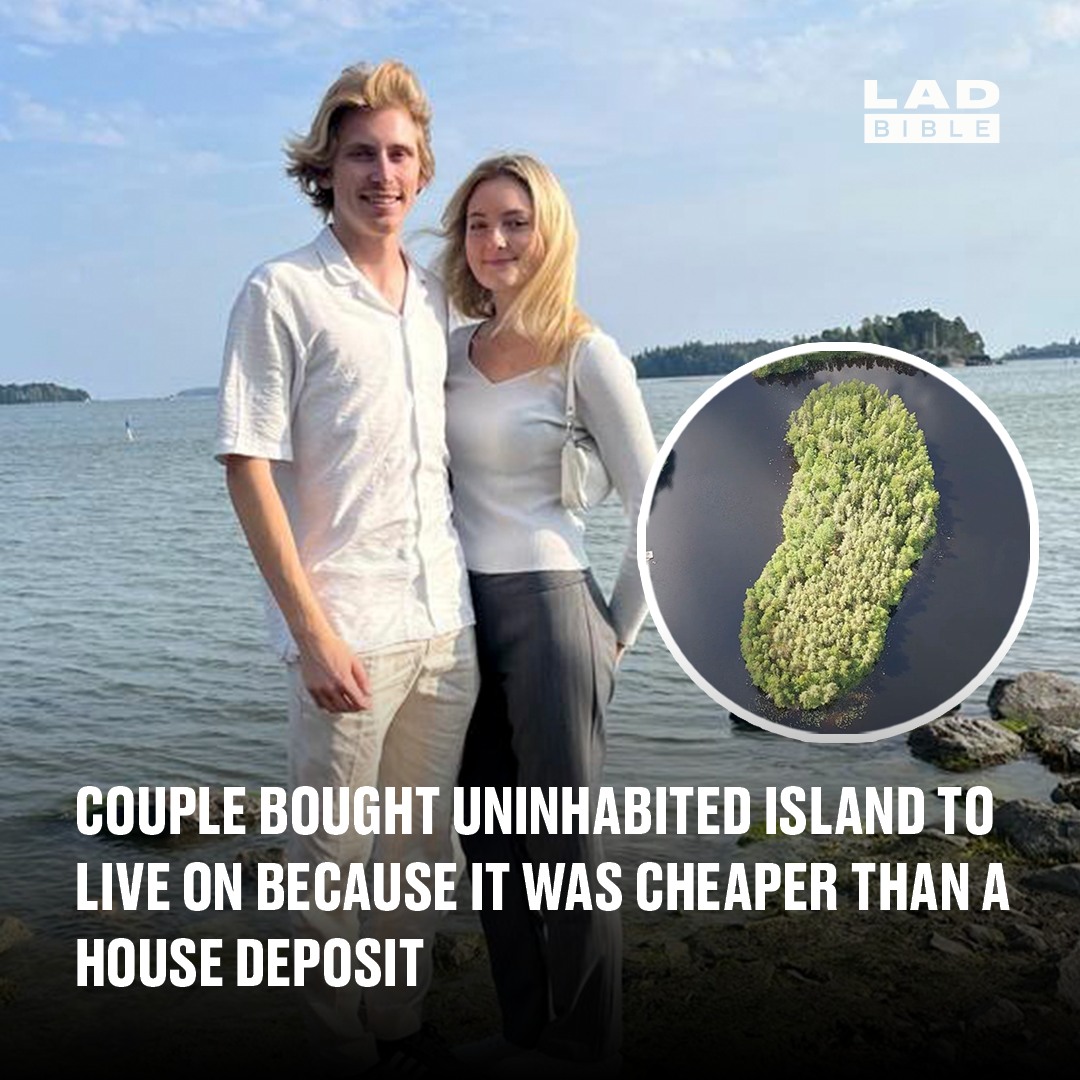 LAD
BIBLE
COUPLE BOUGHT UNINHABITED ISLAND TO
LIVE ON BECAUSE IT WAS CHEAPER THAN A
HOUSE DEPOSIT